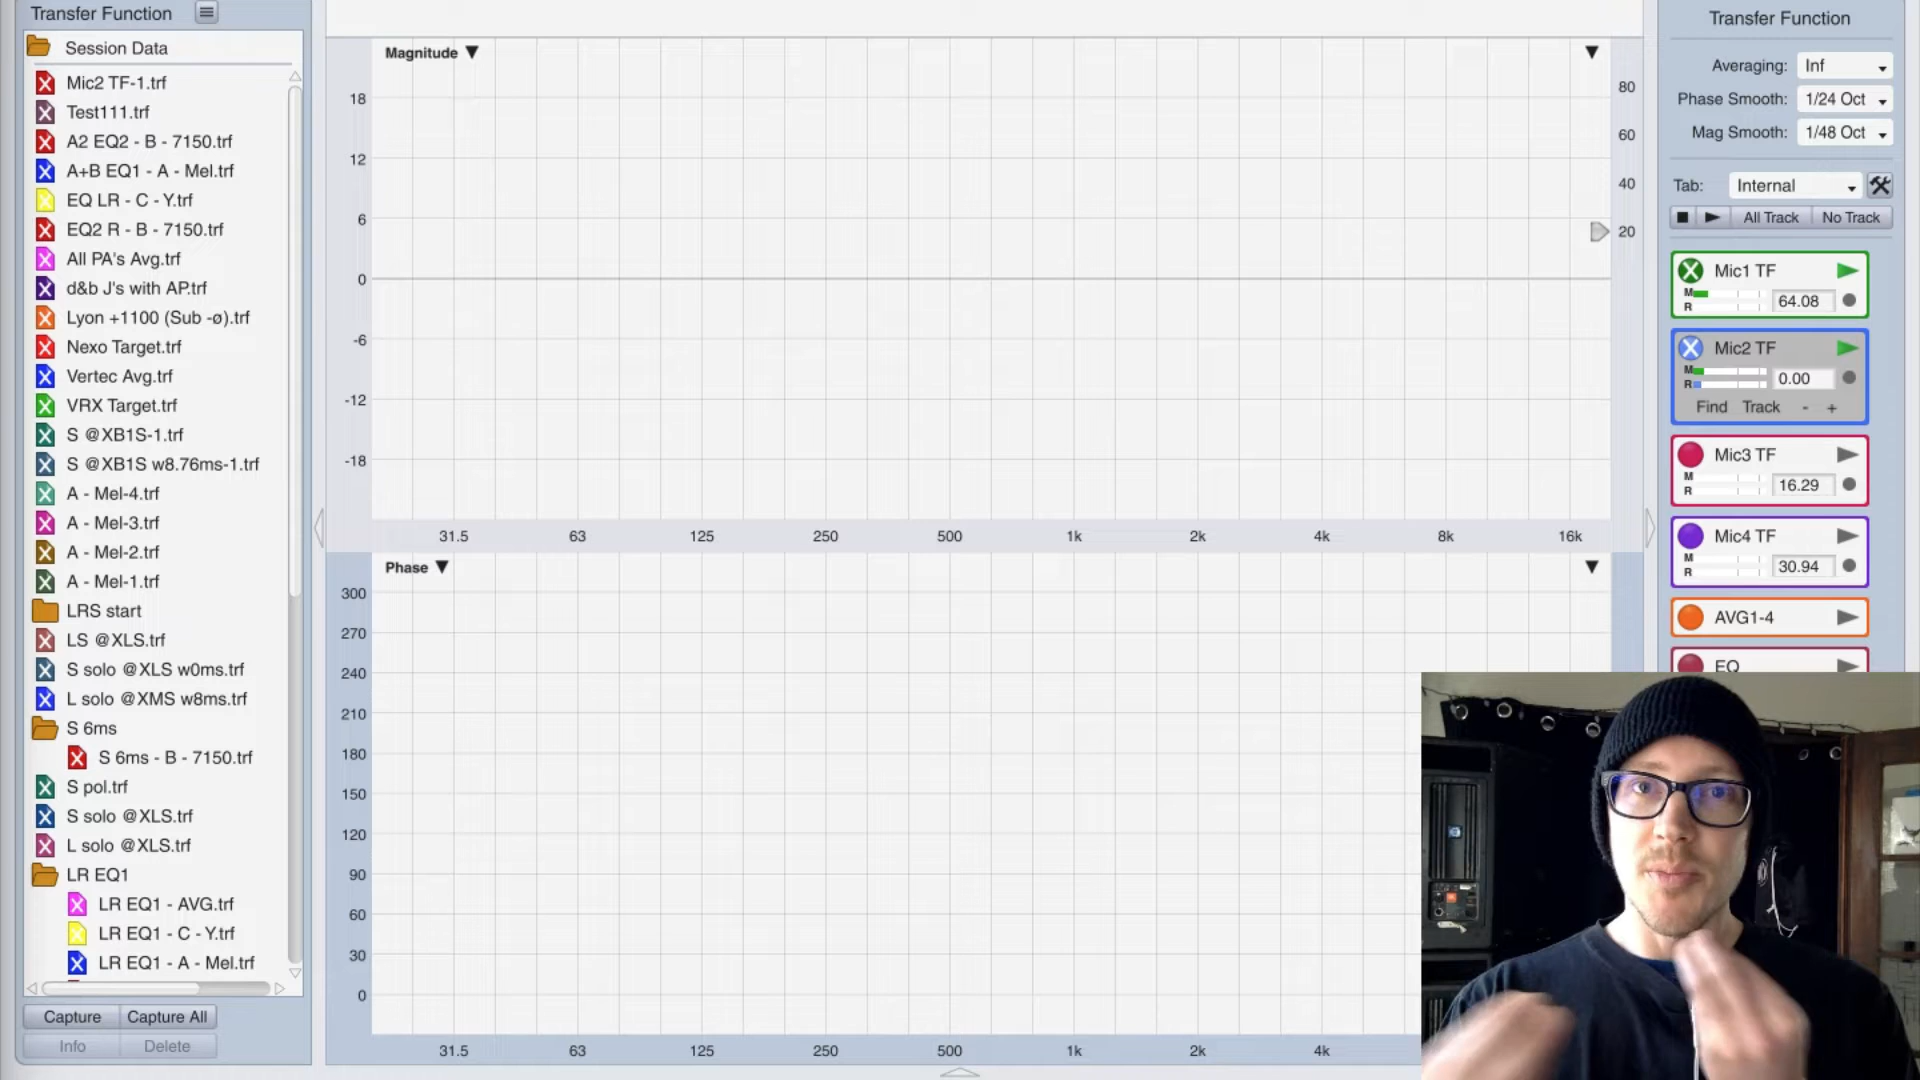 Transfer Function
Session Data
Mic2 TF-1.trf
Test111.trf
A2 EQ2 - B - 7150.trf
A+B EQ1 - A - Mel.trf
EQ LR - C - Y.trf
EQ2 R - B - 7150.trf
All PA's Avg.trf
d&b J's with AP.trf
Lyon +1100 (Sub -ø).trf
Nexo Target.trf
Vertec Avg.trf
VRX Target.trf
S @XB1S-1.trf
S @XB1S w8.76ms-1.trf
A - Mel-4.trf
A - Mel-3.trf
A - Mel-2.trf
A - Mel-1.trf
LRS start
LS @XLS.trf
S solo @XLS w0ms.trf
L solo @XMS w8ms.trf
S 6ms
S 6ms - B - 7150.trf
S pol.trf
S solo @XLS.trf
L solo @XLS.trf
LR EQ1
LR EQ1 - AVG.trf
LR EQ1 - C - Y.trf
LR EQ1 - A - Mel.trf
Capture Capture All
Info Delete
Magnitude
18
12
6
0
-6
-12
-18
80
60
40
20
31.5 63 125 250 500 1k 2k 4k 8k 16k
Phase
300
270
240
210
180
150
120
90
60
30
0
31.5 63 125 250 500 1k 2k 4k
Transfer Function
Averaging: Inf
Phase Smooth: 1/24 Oct
Mag Smooth: 1/48 Oct
Tab: Internal
All Track No Track
Mic1 TF
M
R 64.08
Mic2 TF
M
R 0.00
Find Track - +
Mic3 TF
M
R 16.29
Mic4 TF
M
R 30.94
AVG1-4
EQ